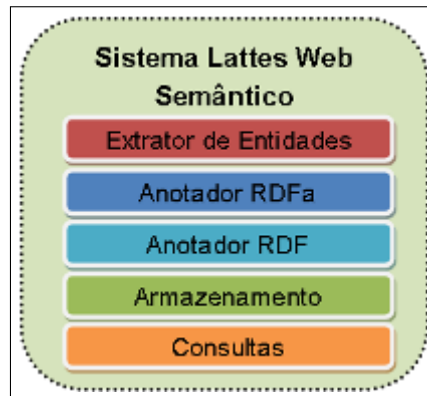 Sistema Lattes Web
Semântico
Extrator de Entidades
Anotador RDFa
Anotador RDF
Armazenamento
Consultas